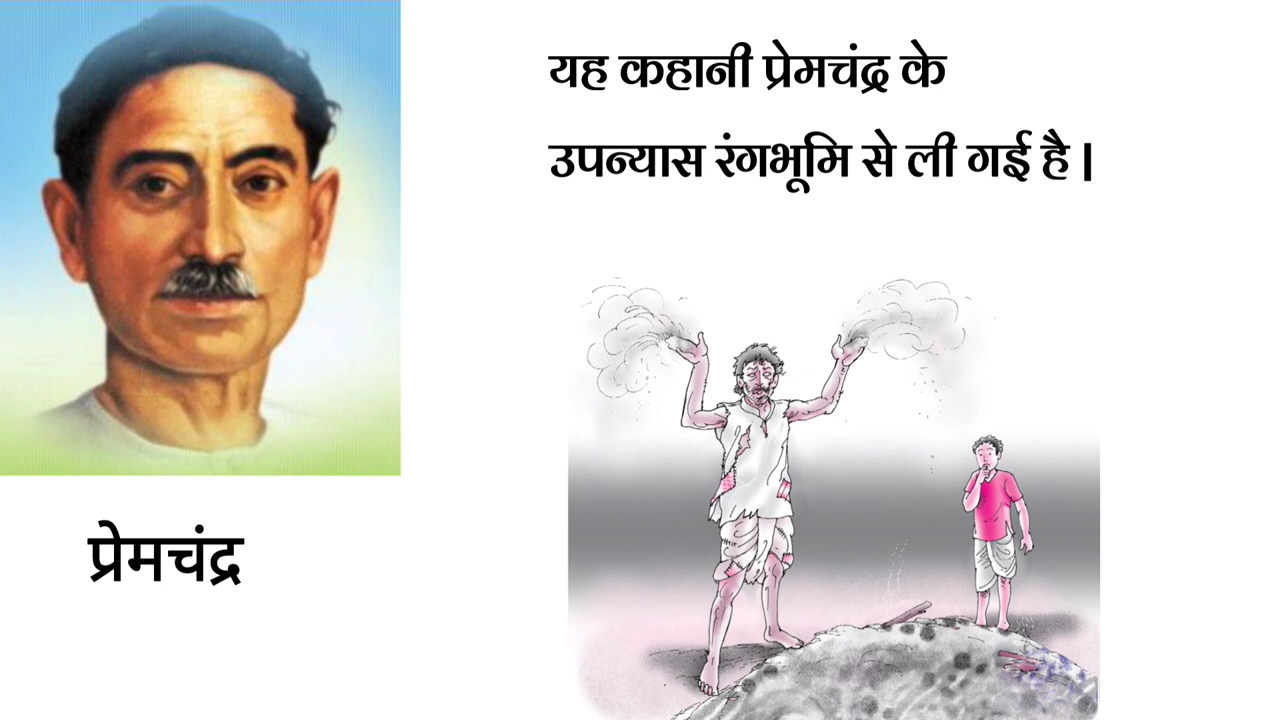 यह कहानी प्रेमचंद्र के
उपन्यास रंगभूमि से ली गई है।
प्रेमचंद्र